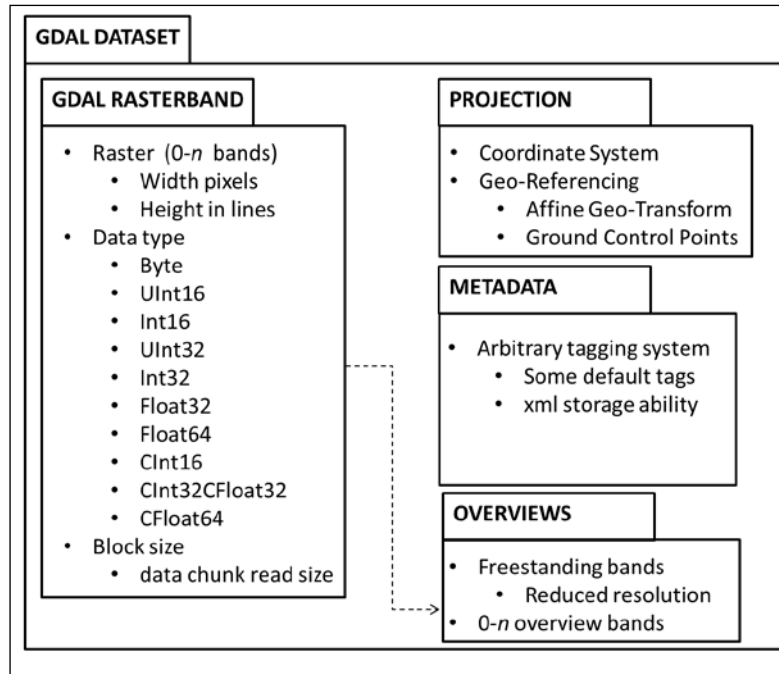 GDAL DATASET
GDAL RASTERBAND
• Raster (0-n bands)
• Width pixels
• Height in lines
• Data type
• Byte
• UInt16
• Int16
• UInt32
• Int32
• Float32
• Float64
• CInt16
• CInt32CFloat32
• CFloat64
• Block size
• data chunk read size
PROJECTION
• Coordinate System
• Geo-Referencing
• Affine Geo-Transform
• Ground Control Points
METADATA
• Arbitrary tagging system
• Some default tags
• xml storage ability
OVERVIEWS
• Freestanding bands
• Reduced resolution
• 0-n overview bands